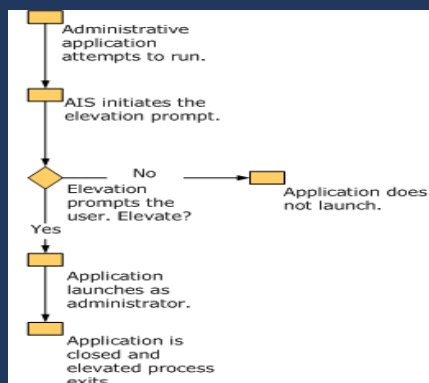 Administrative
application
attempts to run.
AIS initiates the
elevation prompt.
No
Elevation
prompts the
user. Elevate?
Application does
not launch.
Yes
Application
launches as
administrator.
Application is
closed and
elevated process
exits